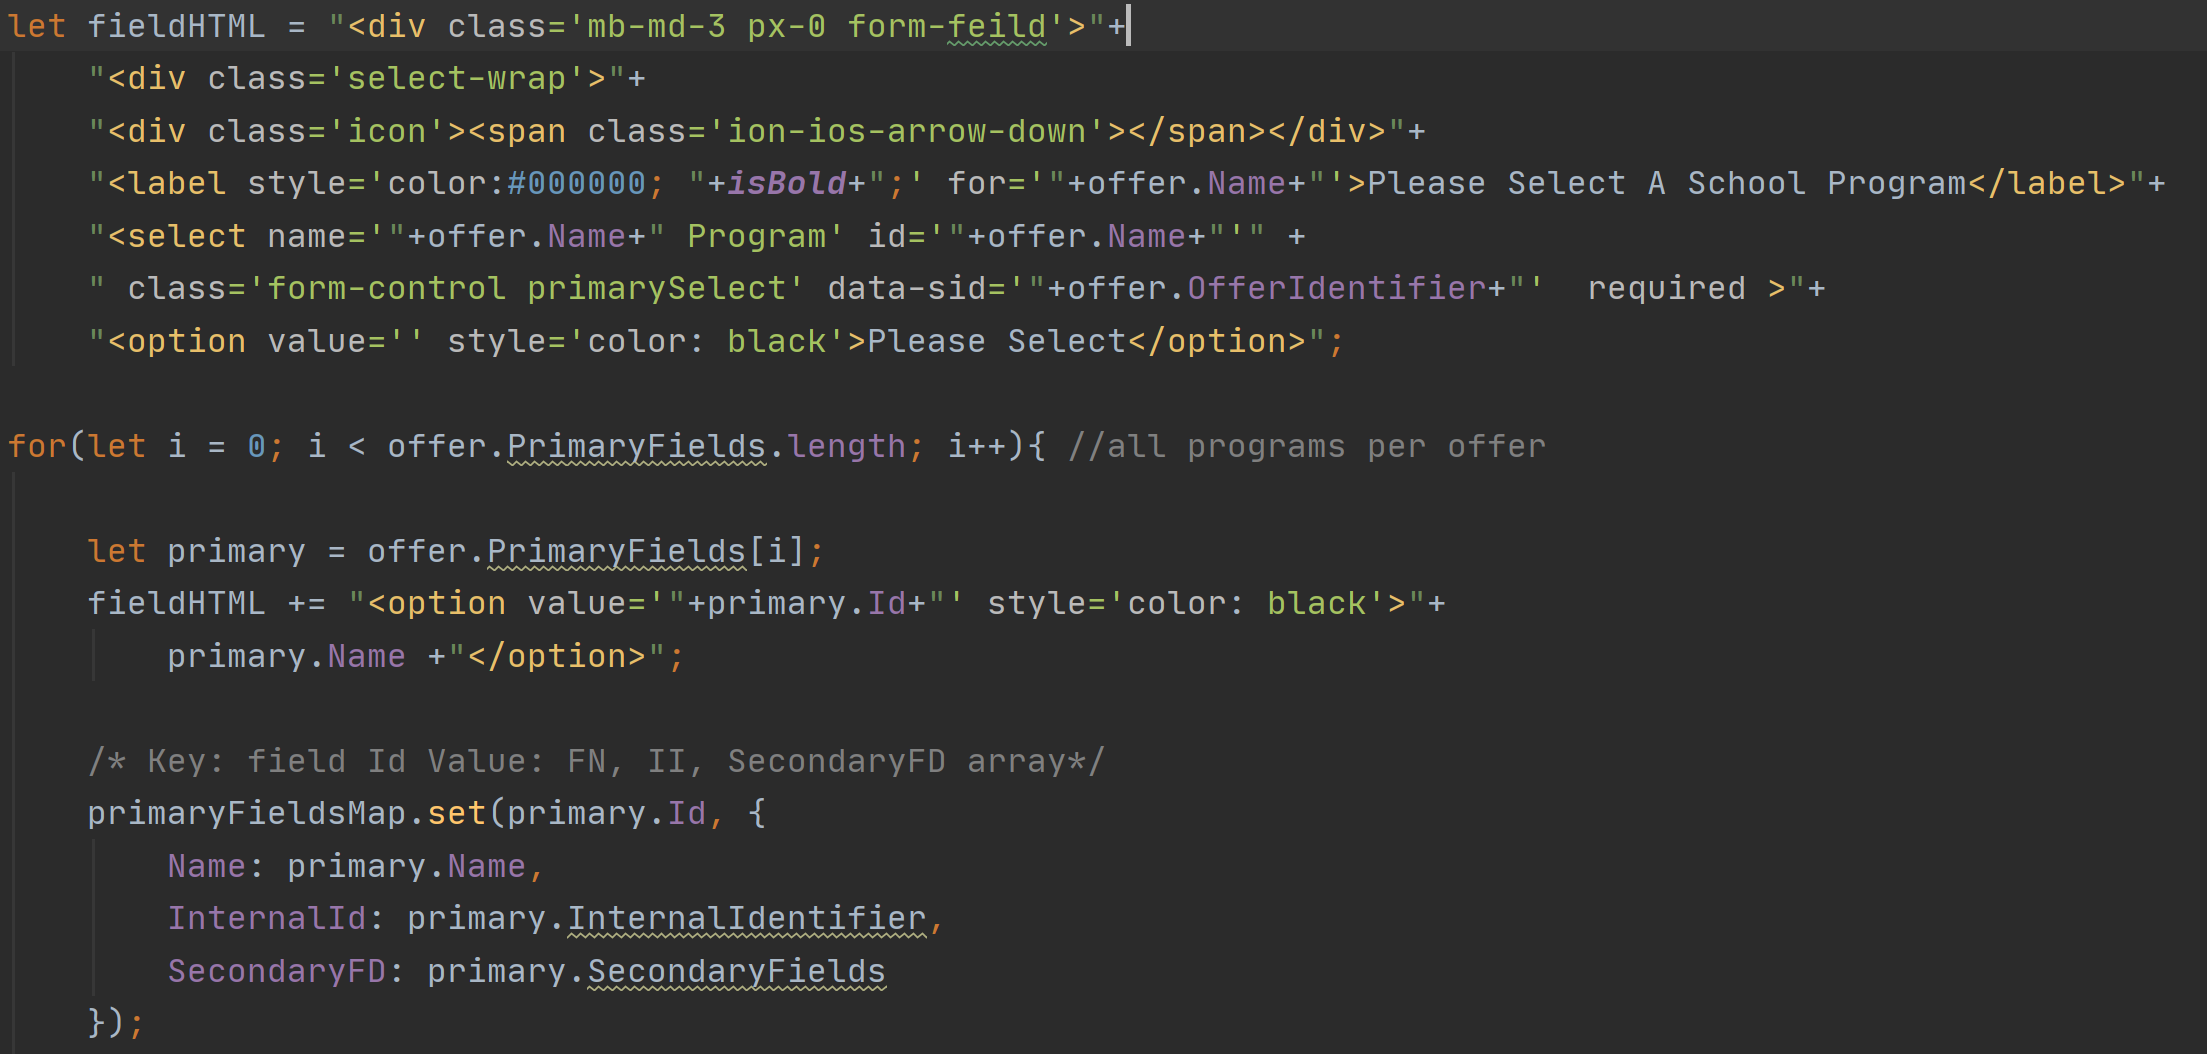 let fieldHTML = "<div class='mb-md-3 px-0 form-feild'>"+
"<div class='select-wrap'>"+
"<div class='icon'><span class='ion-ios-arrow-down'></span></div>"+
"<label style='color:#000000; "+isBold+";' for='"+offer.Name+"'>Please Select A School Program</label>"+
"<select name='"+offer.Name+" Program' id='"+offer.Name+"'" +
" class='form-control primarySelect' data-sid='"+offer.OfferIdentifier+"'  required >"+
"<option value='' style='color: black'>Please Select</option>";
for(let i = 0; i < offer.PrimaryFields.length; i++){ //all programs per offer
let primary = offer.PrimaryFields[i];
fieldHTML += "<option value='"+primary.Id+"' style='color: black'>"+
primary.Name +"</option>";
/* Key: field Id Value: FN, II, SecondaryFD array*/
primaryFieldsMap.set(primary.Id, {
Name: primary.Name,
InternalId: primary.InternalIdentifier,
SecondaryFD: primary.SecondaryFields
});